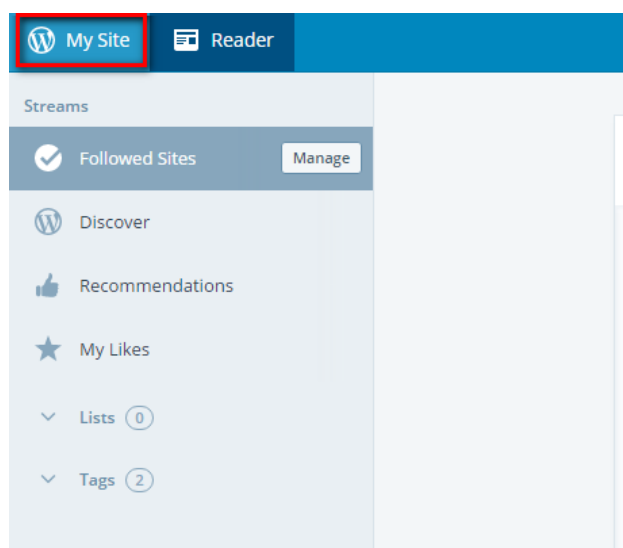 My Site Reader
Streams
Followed Sites Manage
Discover
Recommendations
My Likes
Lists 0
Tags 2